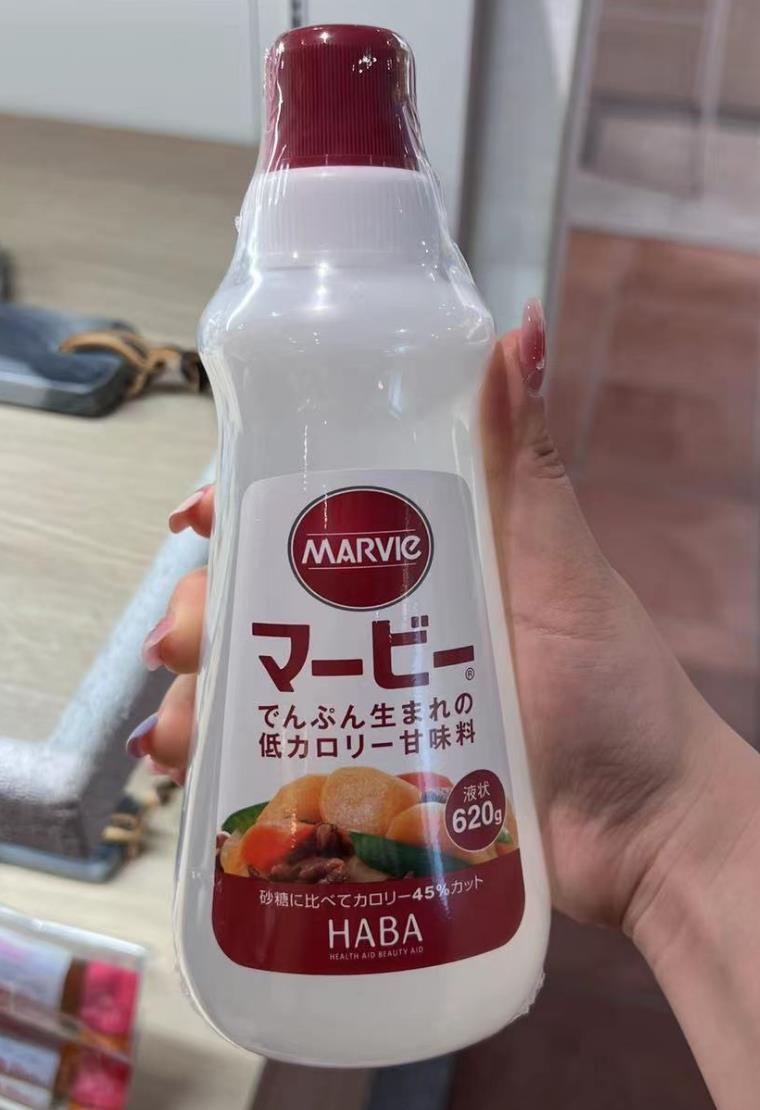 MARVIE
マービー®
でんぷん生まれの
低カロリー甘味料
液状
620g
砂糖に比べてカロリー45%カット
HABA
HEALTH AID BEAUTY AID